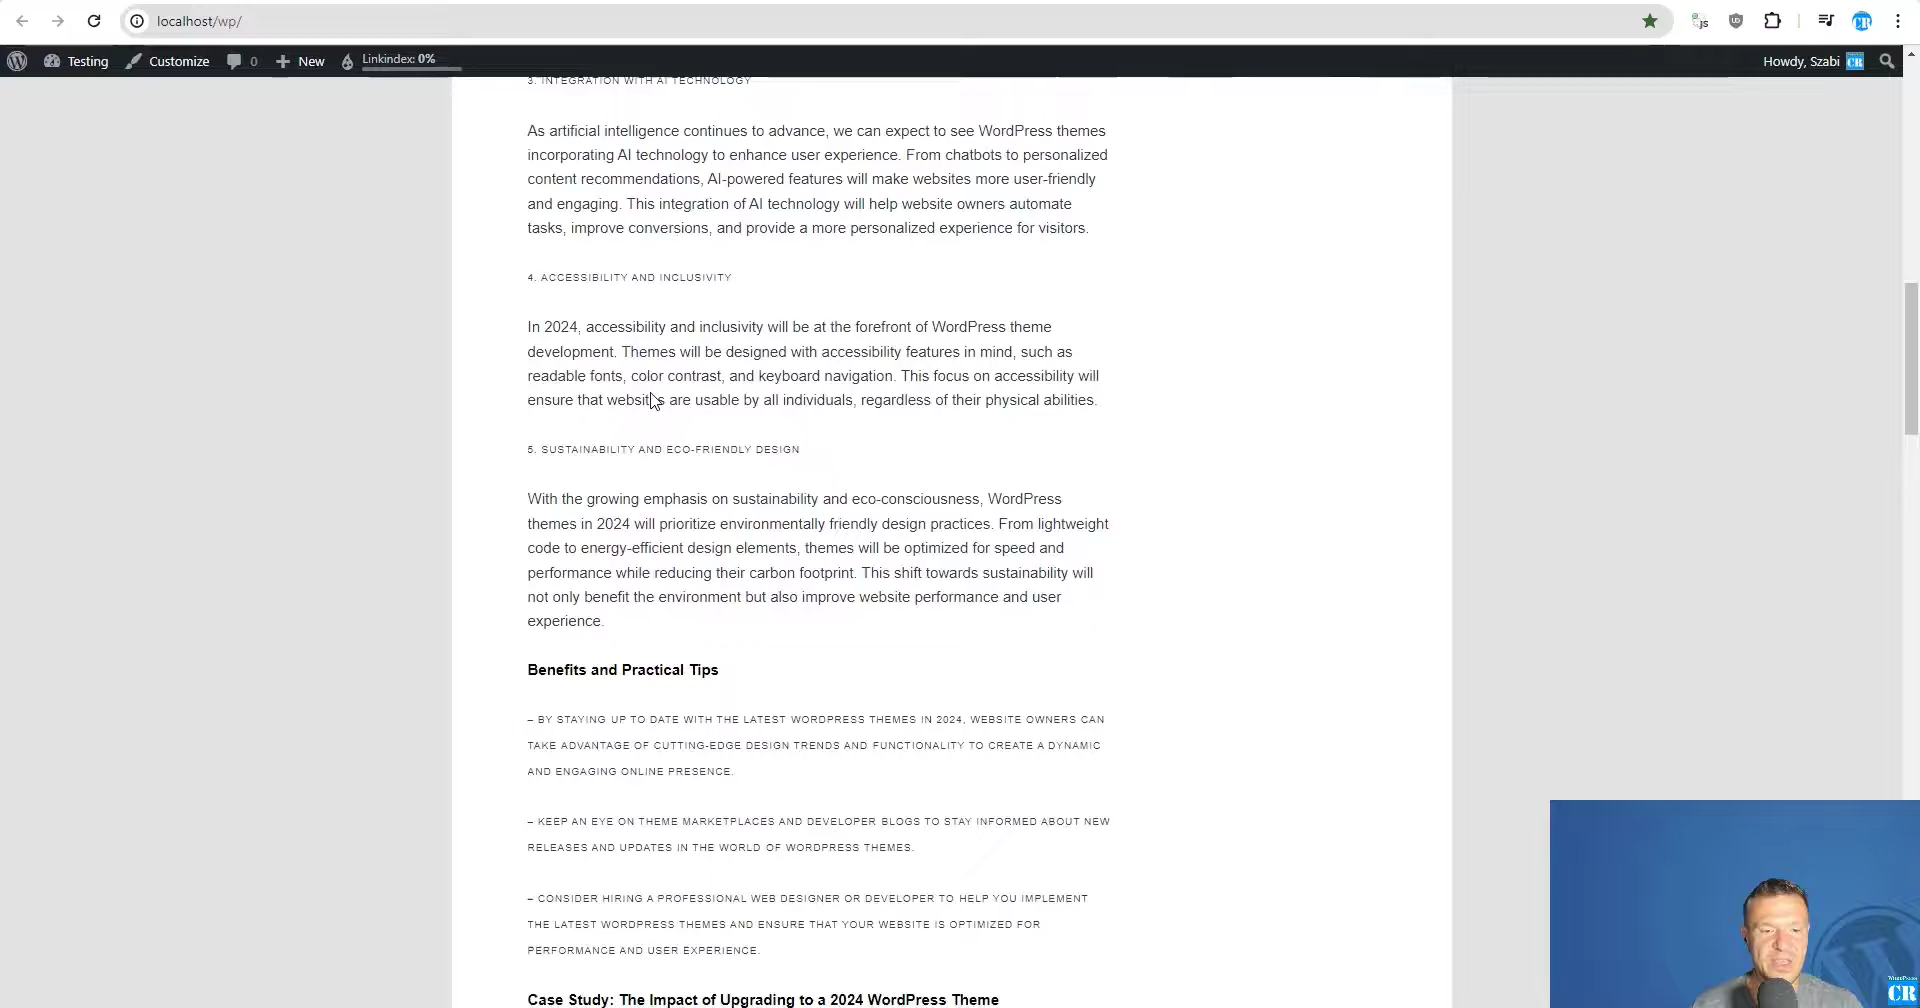 localhost/wp/
JS
CR
Testing
Customize
0
New
Linkindex: 0%
Howdy, Szabi
CR
3. INTEGRATION WITH AI TECHNOLOGY
As artificial intelligence continues to advance, we can expect to see WordPress themes
incorporating AI technology to enhance user experience. From chatbots to personalized
content recommendations, AI-powered features will make websites more user-friendly
and engaging. This integration of AI technology will help website owners automate
tasks, improve conversions, and provide a more personalized experience for visitors.
4. ACCESSIBILITY AND INCLUSIVITY
In 2024, accessibility and inclusivity will be at the forefront of WordPress theme
development. Themes will be designed with accessibility features in mind, such as
readable fonts, color contrast, and keyboard navigation. This focus on accessibility will
ensure that websites are usable by all individuals, regardless of their physical abilities.
5. SUSTAINABILITY AND ECO-FRIENDLY DESIGN
With the growing emphasis on sustainability and eco-consciousness, WordPress
themes in 2024 will prioritize environmentally friendly design practices. From lightweight
code to energy-efficient design elements, themes will be optimized for speed and
performance while reducing their carbon footprint. This shift towards sustainability will
not only benefit the environment but also improve website performance and user
experience.
Benefits and Practical Tips
– BY STAYING UP TO DATE WITH THE LATEST WORDPRESS THEMES IN 2024, WEBSITE OWNERS CAN
TAKE ADVANTAGE OF CUTTING-EDGE DESIGN TRENDS AND FUNCTIONALITY TO CREATE A DYNAMIC
AND ENGAGING ONLINE PRESENCE.
– KEEP AN EYE ON THEME MARKETPLACES AND DEVELOPER BLOGS TO STAY INFORMED ABOUT NEW
RELEASES AND UPDATES IN THE WORLD OF WORDPRESS THEMES.
– CONSIDER HIRING A PROFESSIONAL WEB DESIGNER OR DEVELOPER TO HELP YOU IMPLEMENT
THE LATEST WORDPRESS THEMES AND ENSURE THAT YOUR WEBSITE IS OPTIMIZED FOR
PERFORMANCE AND USER EXPERIENCE.
Case Study: The Impact of Upgrading to a 2024 WordPress Theme
WordPress
CR